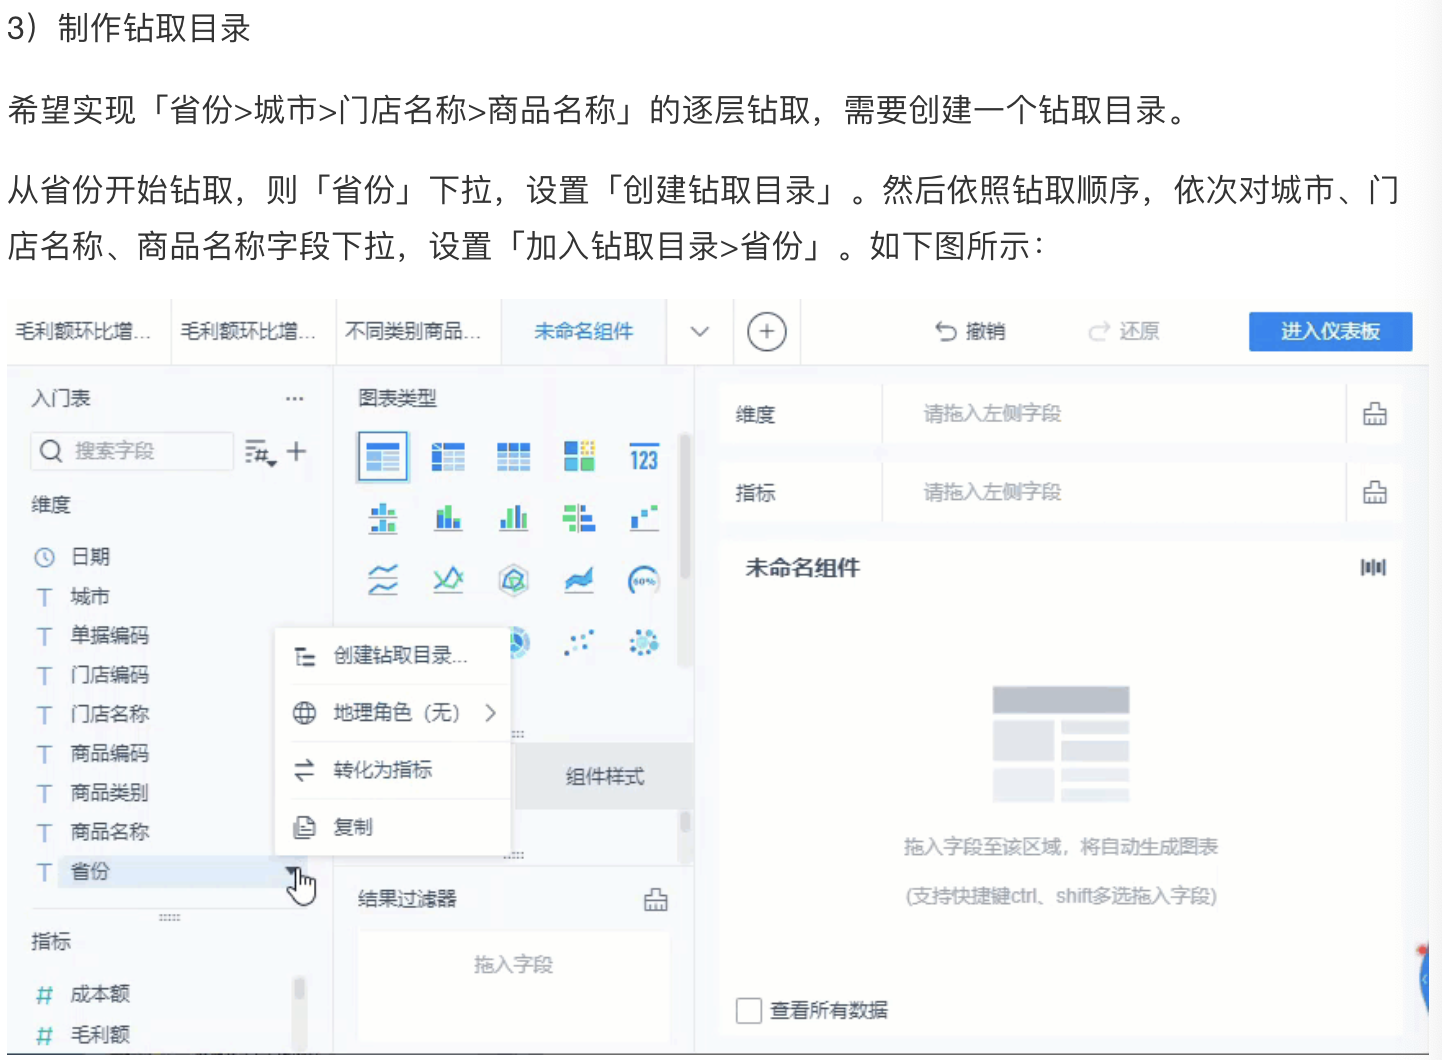 3）制作钻取目录
希望实现「省份>城市>门店名称>商品名称」的逐层钻取，需要创建一个钻取目录。
从省份开始钻取，则「省份」下拉，设置「创建钻取目录」。然后依照钻取顺序，依次对城市、门
店名称、商品名称字段下拉，设置「加入钻取目录>省份」。如下图所示：
毛利额环比增... 毛利额环比增... 不同类别商品... 未命名组件 撤销 还原 进入仪表板
入门表 ...
搜索字段
维度
日期
城市
单据编码
门店编码
门店名称
商品编码
商品类别
商品名称
省份
指标
成本额
毛利额
创建钻取目录...
地理角色（无）
转化为指标
复制
图表类型
123
60%
组件样式
结果过滤器
拖入字段
维度 请拖入左侧字段
指标 请拖入左侧字段
未命名组件
拖入字段至该区域，将自动生成图表
(支持快捷键ctrl、shift多选拖入字段)
查看所有数据